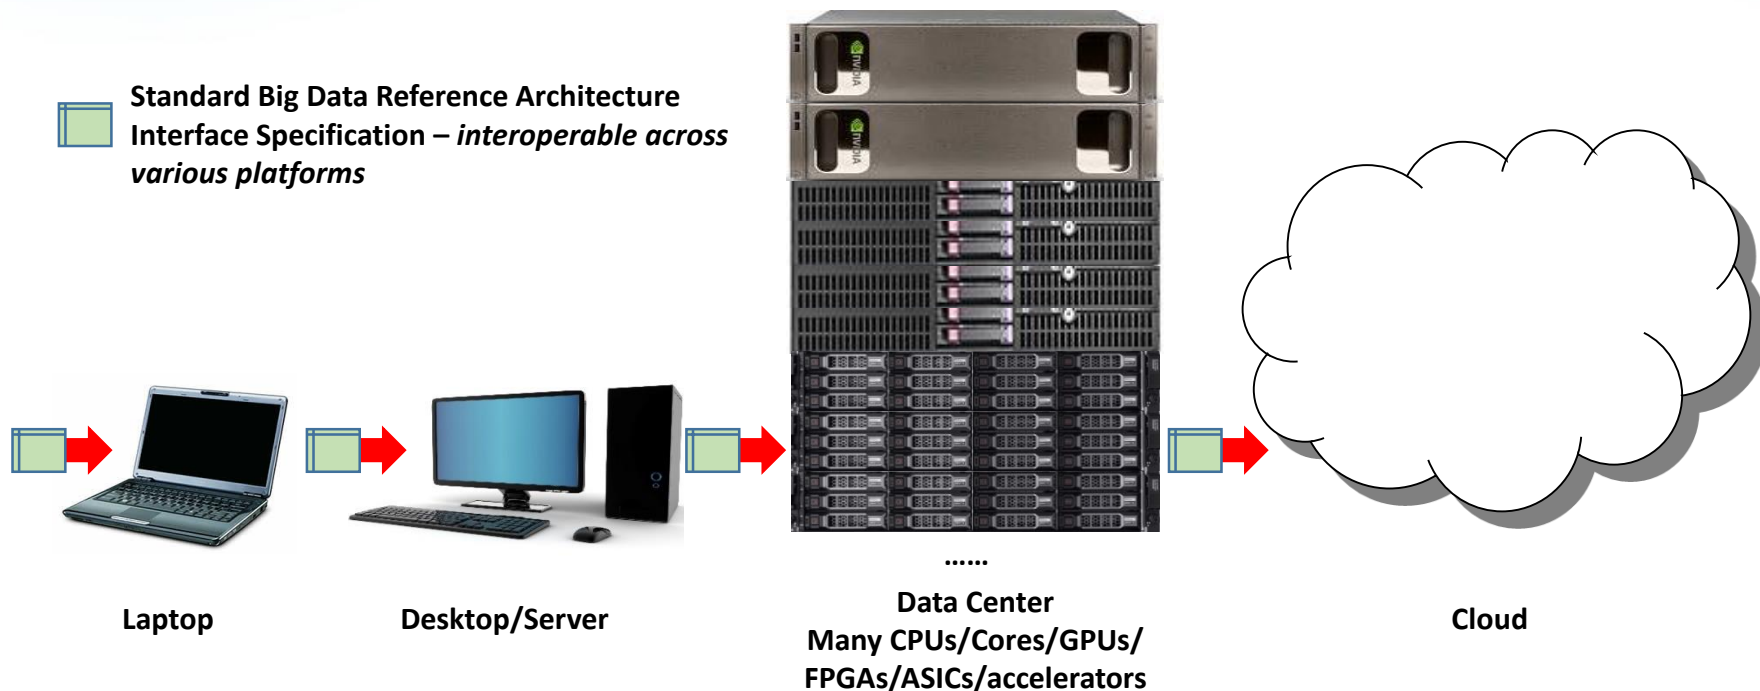 Standard Big Data Reference Architecture
Interface Specification – interoperable across
various platforms
nVIDIA
nVIDIA
……
Laptop
Desktop/Server
Data Center
Many CPUs/Cores/GPUs/
FPGAs/ASICs/accelerators
Cloud